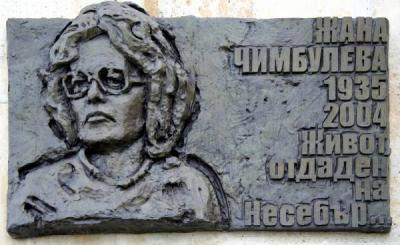 ЖАНА
ЧИМБУЛЕВА
1935
2004
живот
отдаден
на
Несебър...